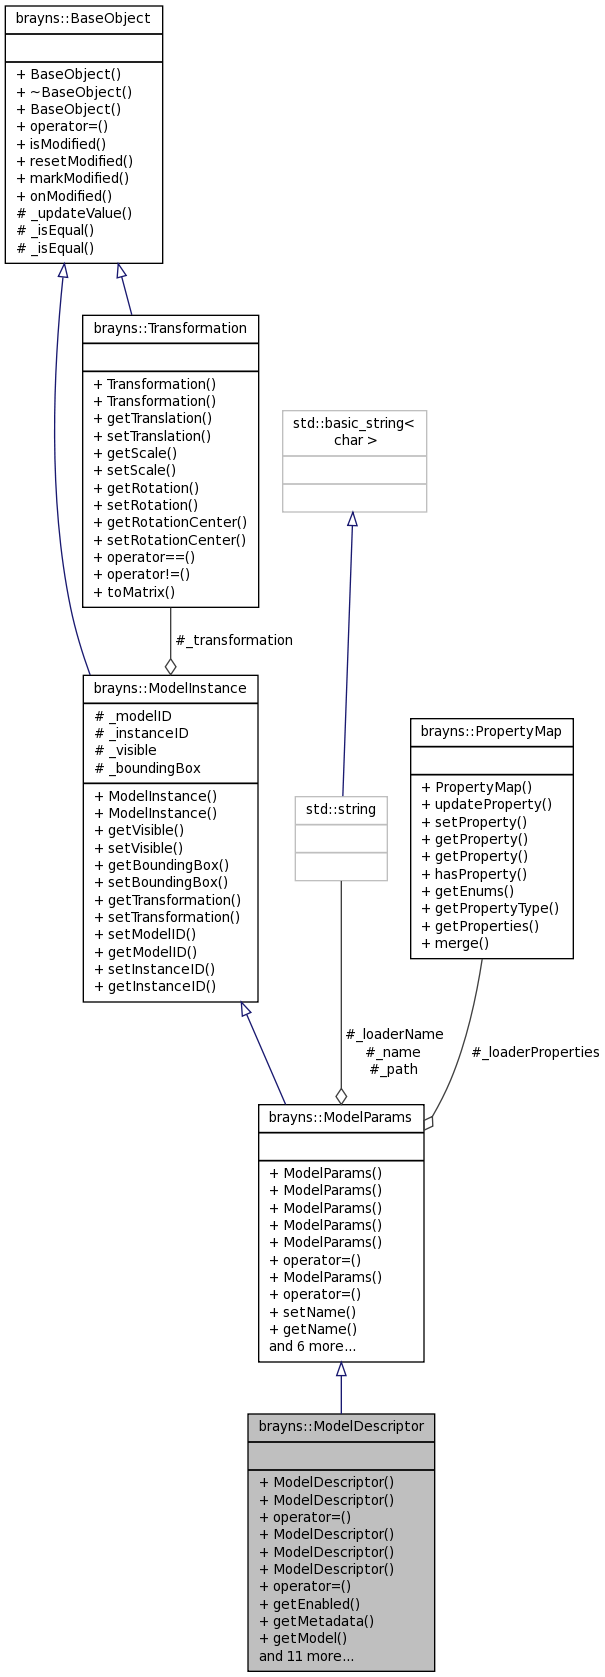 brayns::BaseObject
+ BaseObject()
+ ~BaseObject()
+ BaseObject()
+ operator=()
+ isModified()
+ resetModified()
+ markModified()
+ onModified()
# _updateValue()
# _isEqual()
# _isEqual()
brayns::Transformation
+ Transformation()
+ Transformation()
+ getTranslation()
+ setTranslation()
+ getScale()
+ setScale()
+ getRotation()
+ setRotation()
+ getRotationCenter()
+ setRotationCenter()
+ operator==()
+ operator!=()
+ toMatrix()
std::basic_string<
char >
#_transformation
brayns::ModelInstance
# _modelID
# _instanceID
# _visible
# _boundingBox
+ ModelInstance()
+ ModelInstance()
+ getVisible()
+ setVisible()
+ getBoundingBox()
+ setBoundingBox()
+ getTransformation()
+ setTransformation()
+ setModelID()
+ getModelID()
+ setInstanceID()
+ getInstanceID()
std::string
brayns::PropertyMap
+ PropertyMap()
+ updateProperty()
+ setProperty()
+ getProperty()
+ getProperty()
+ hasProperty()
+ getEnums()
+ getPropertyType()
+ getProperties()
+ merge()
#_loaderName
#_name
#_path
#_loaderProperties
brayns::ModelParams
+ ModelParams()
+ ModelParams()
+ ModelParams()
+ ModelParams()
+ ModelParams()
+ operator=()
+ ModelParams()
+ operator=()
+ setName()
+ getName()
and 6 more...
brayns::ModelDescriptor
+ ModelDescriptor()
+ ModelDescriptor()
+ operator=()
+ ModelDescriptor()
+ ModelDescriptor()
+ ModelDescriptor()
+ operator=()
+ getEnabled()
+ getMetadata()
+ getModel()
and 11 more...